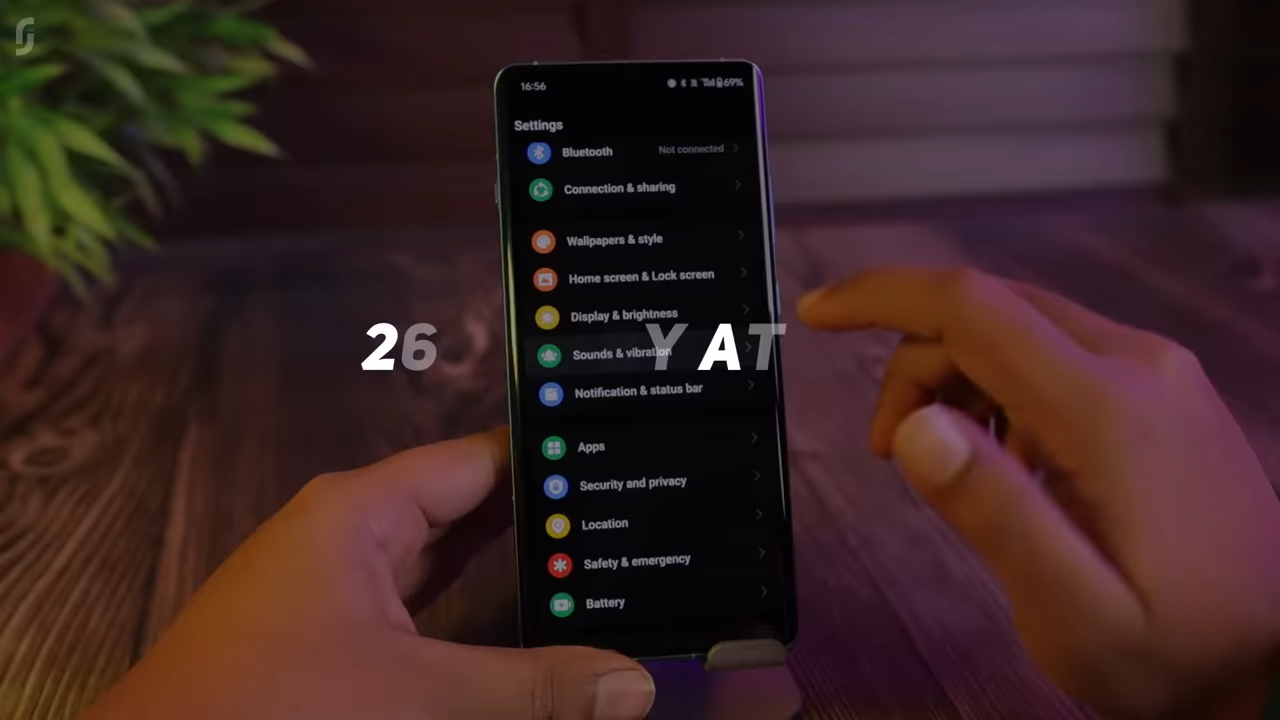 16:56
69%
Settings
Bluetooth Not connected
Connection & sharing
Wallpapers & style
Home screen & Lock screen
Display & brightness
26 Y AT
Sounds & vibration
Notification & status bar
Apps
Security and privacy
Location
Safety & emergency
Battery